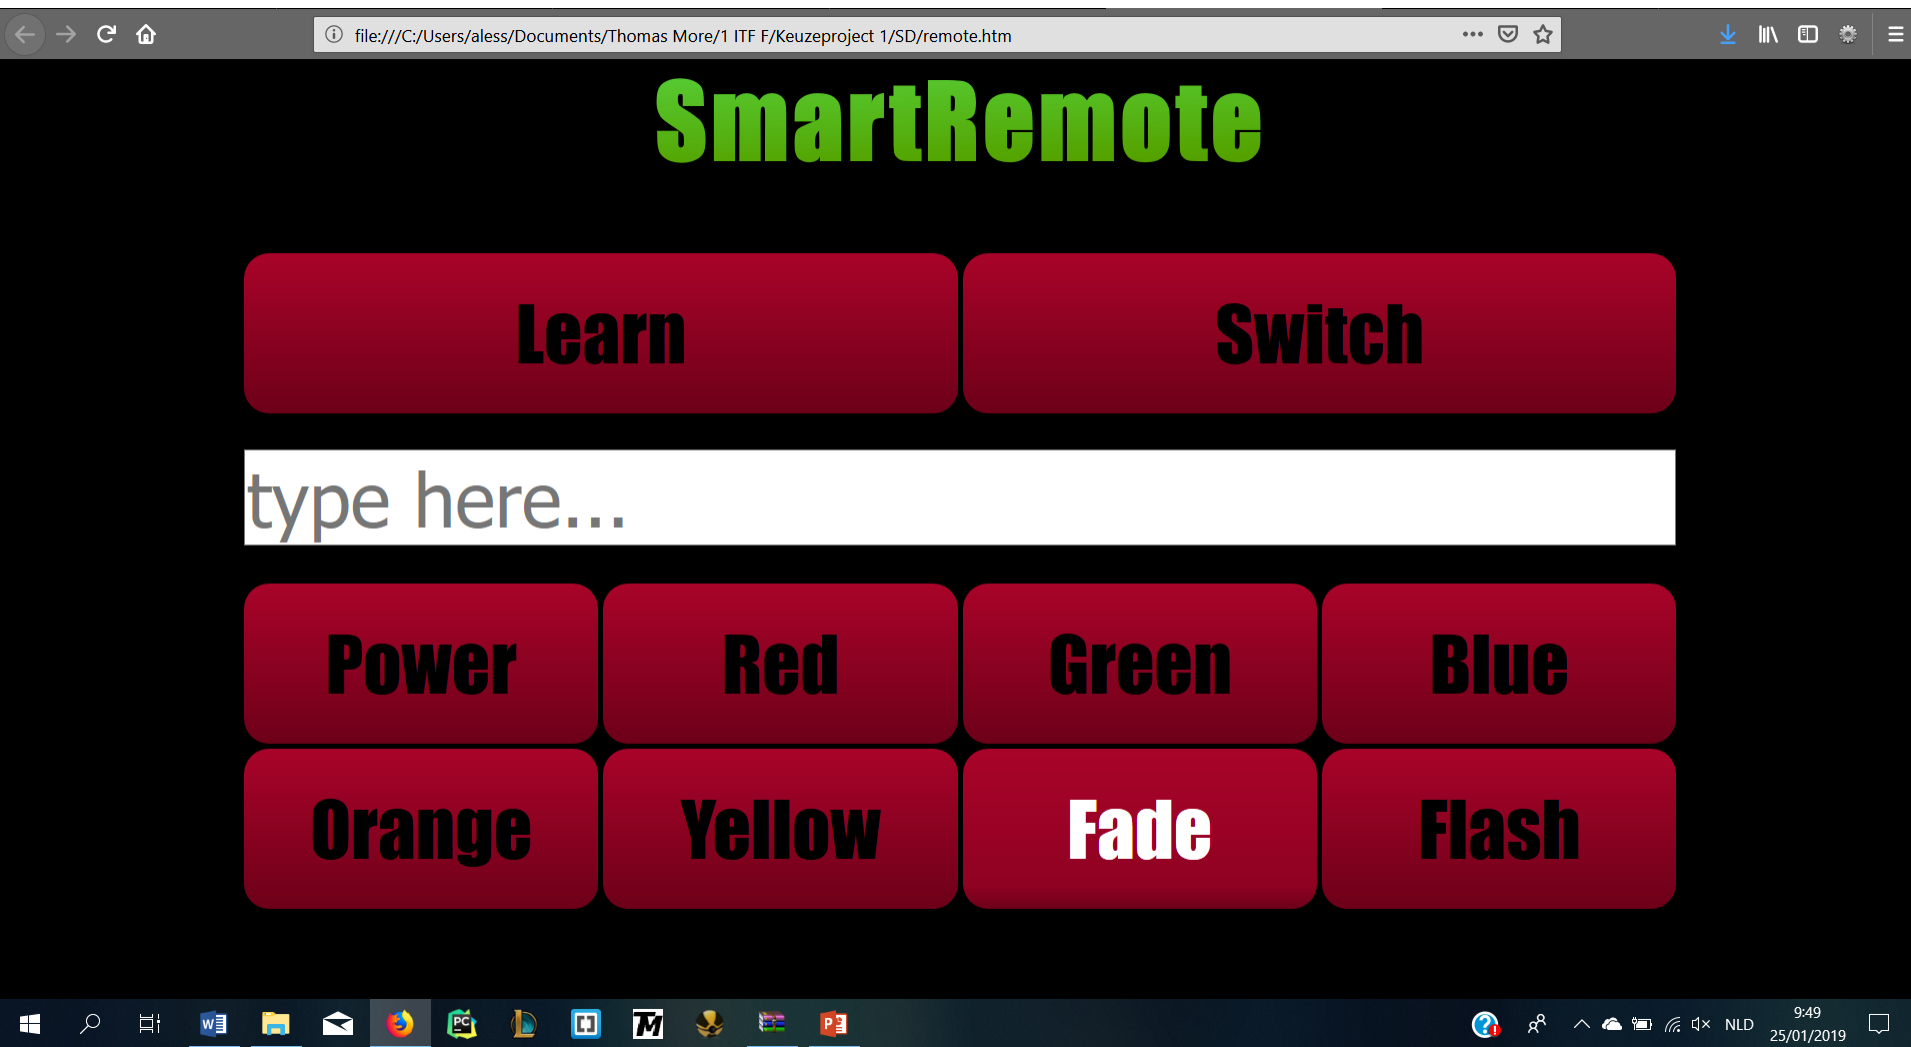 file:///C:/Users/aless/Documents/Thomas More/1 ITF F/Keuzeproject 1/SD/remote.htm
SmartRemote
Learn Switch
type here...
Power Red Green Blue
Orange Yellow Fade Flash
NLD 9:49
25/01/2019